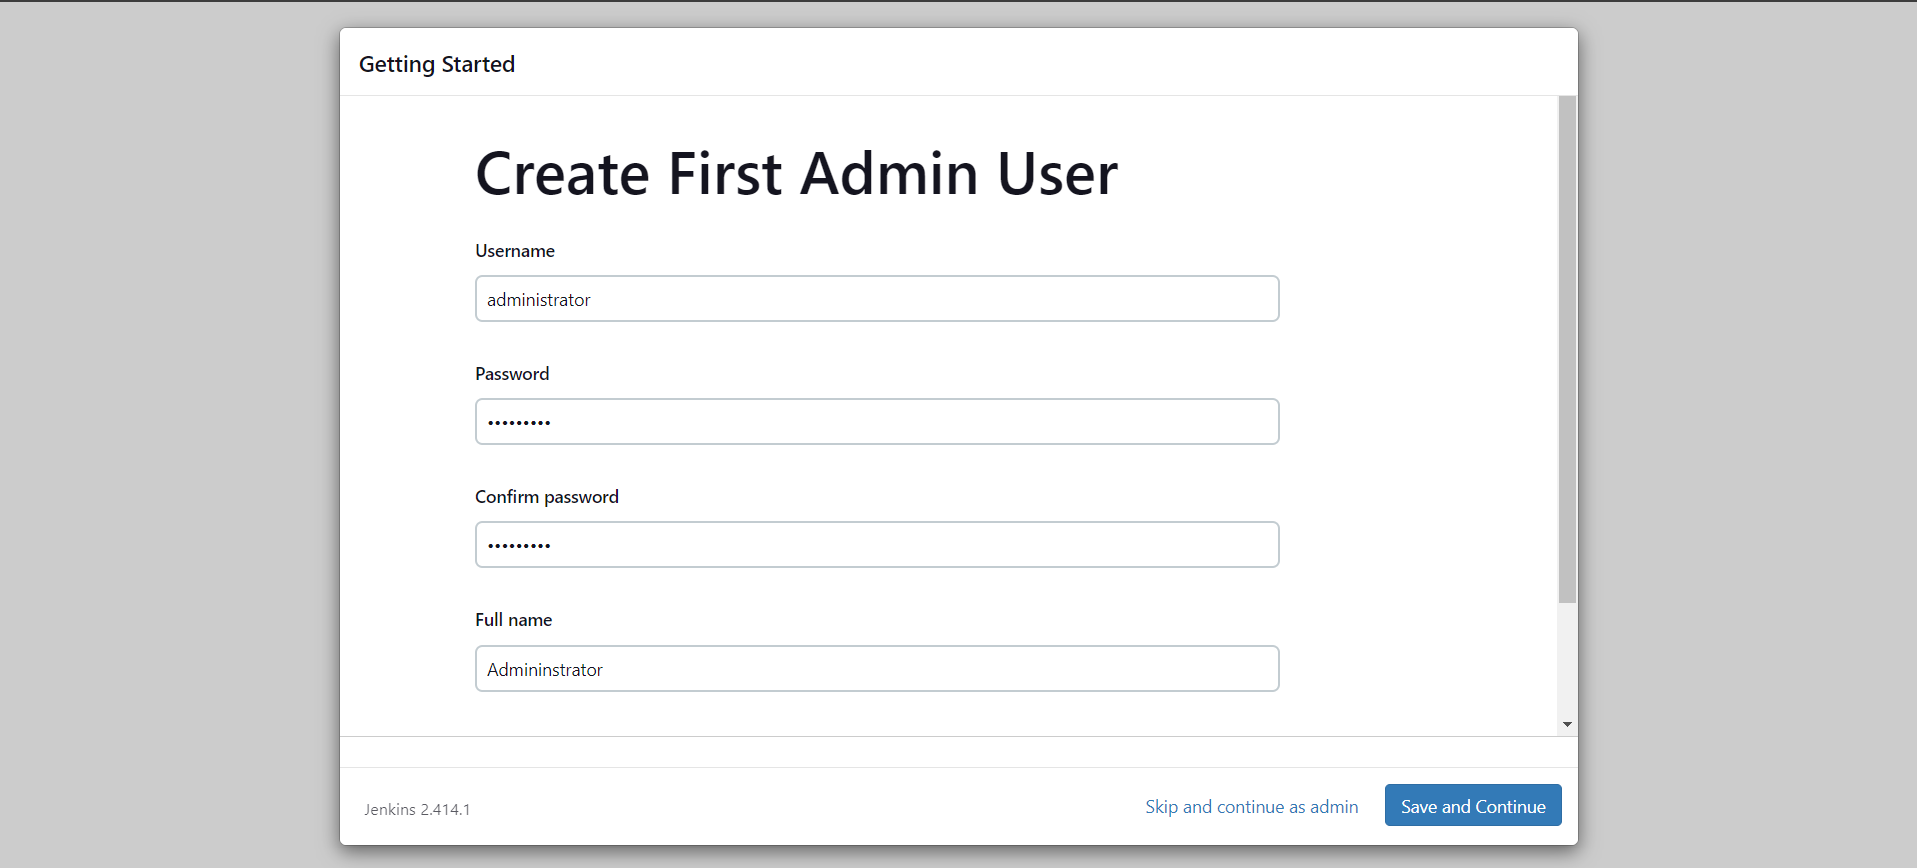 Getting Started
Create First Admin User
Username
administrator
Password
•••••••••
Confirm password
•••••••••
Full name
Admininstrator
Jenkins 2.414.1
Skip and continue as admin
Save and Continue